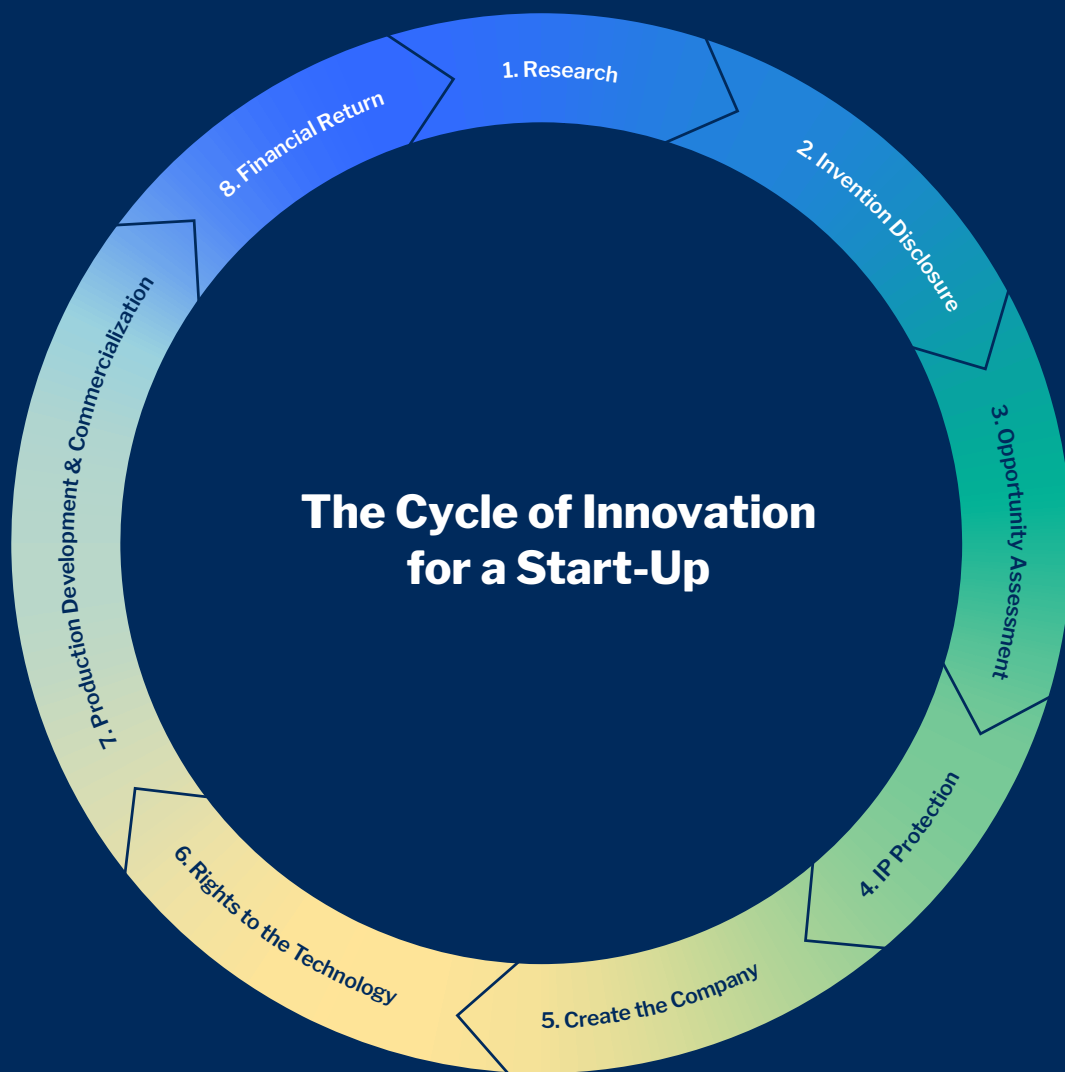 1. Research
2. Invention Disclosure
3. Opportunity Assessment
4. IP Protection
5. Create the Company
6. Rights to the Technology
7. Production Development & Commercialization
8. Financial Return
The Cycle of Innovation
for a Start-Up